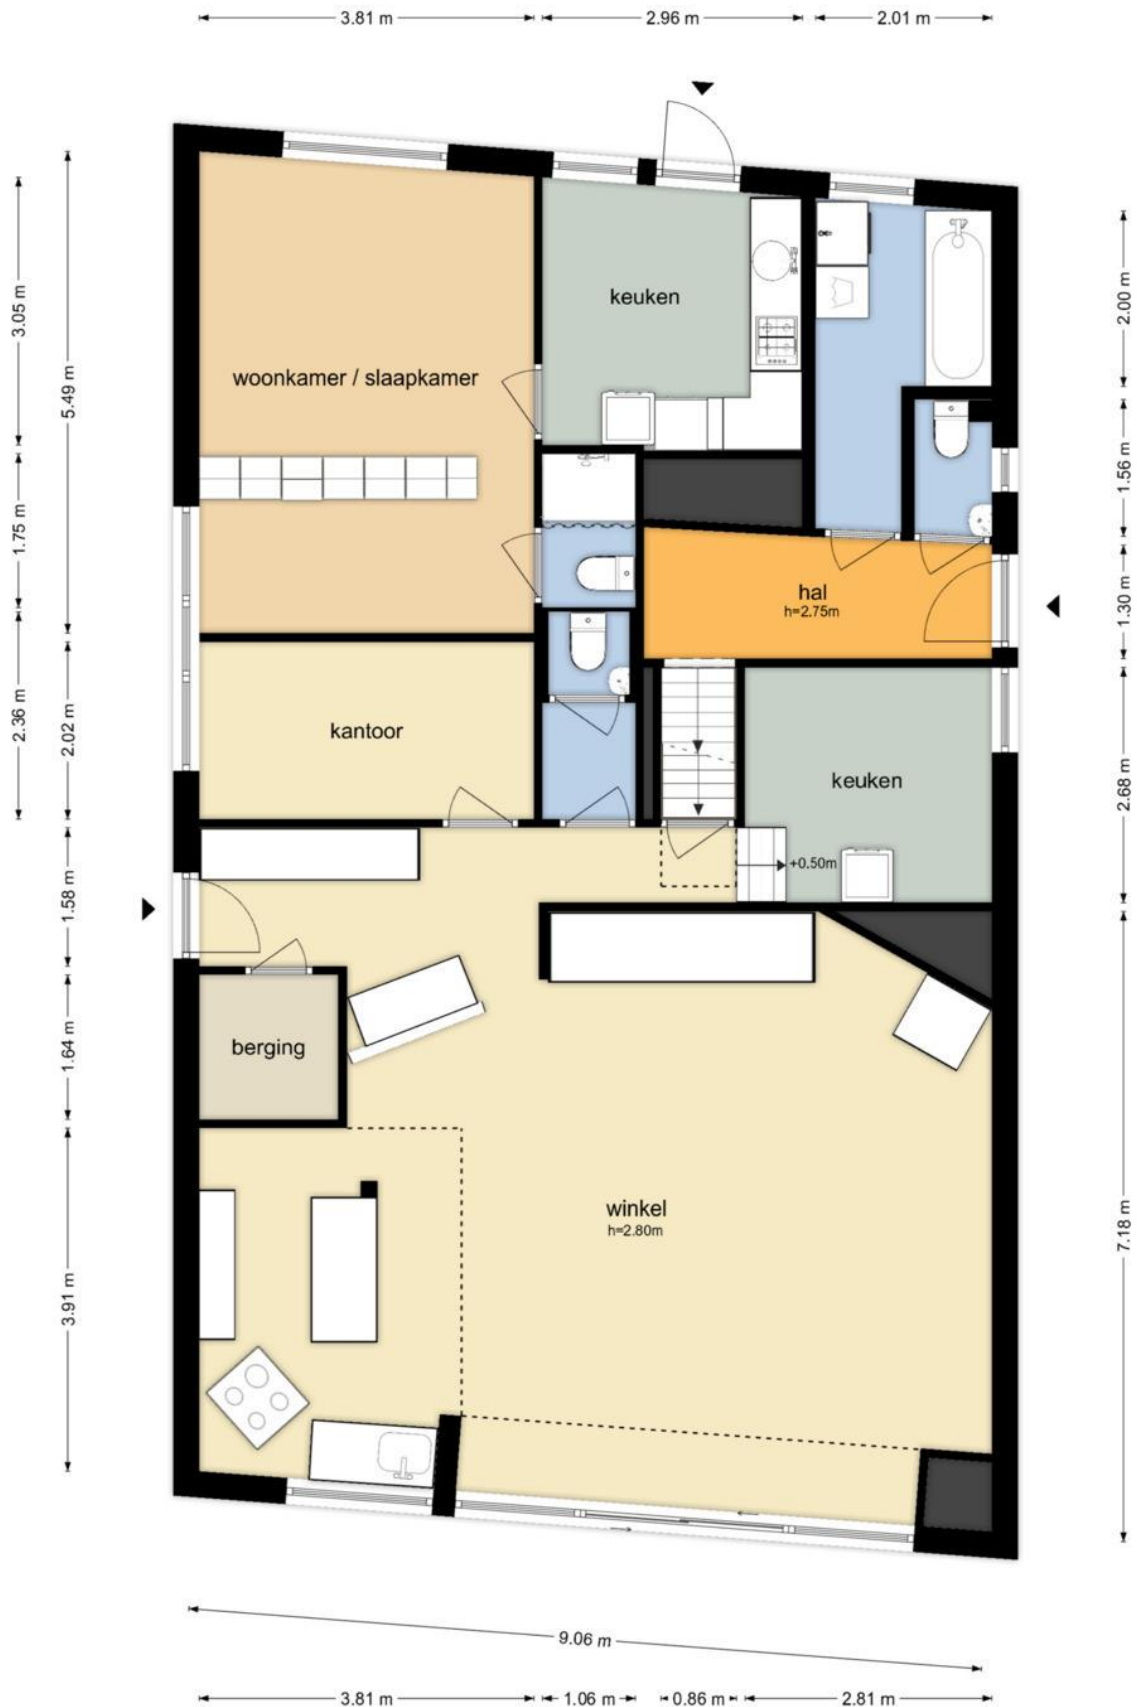 3.81 m
2.96 m
2.01 m
3.05 m
5.49 m
2.00 m
keuken
woonkamer / slaapkamer
1.56 m
1.75 m
hal
h=2.75m
1.30 m
2.36 m
2.02 m
kantoor
keuken
2.68 m
+0.50m
1.58 m
berging
1.64 m
winkel
h=2.80m
7.18 m
3.91 m
9.06 m
3.81 m
1.06 m
0.86 m
2.81 m